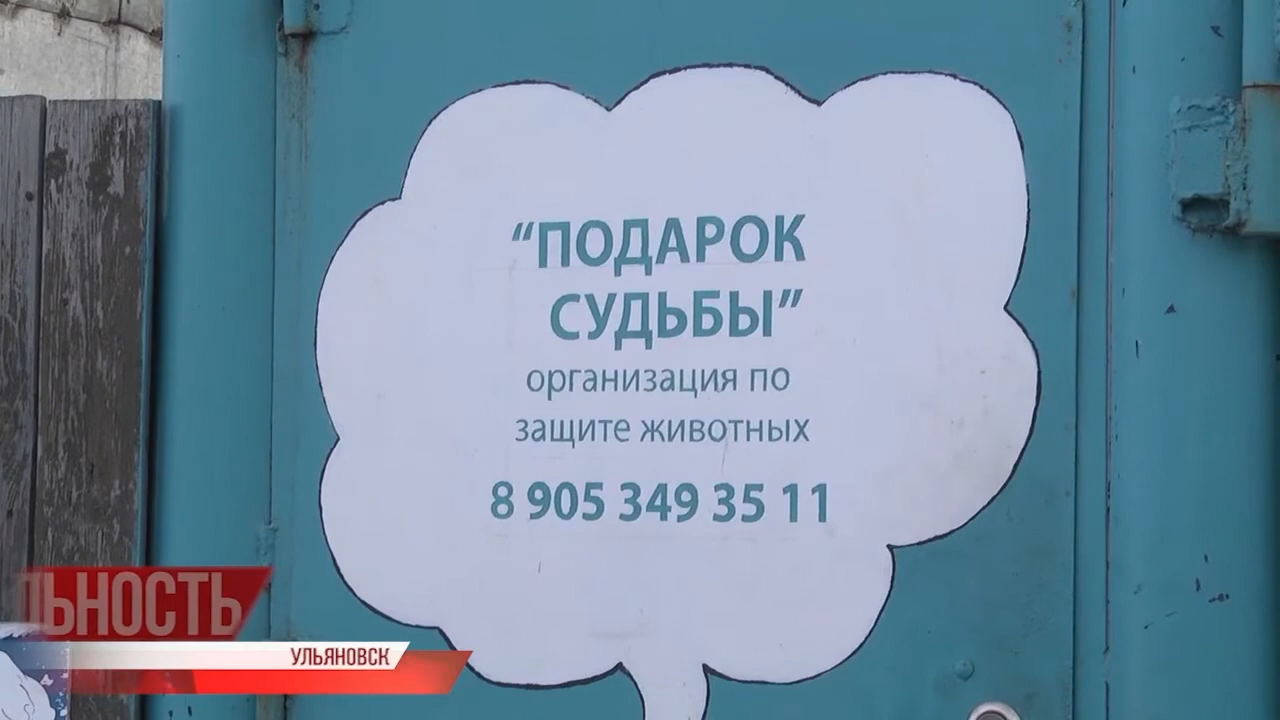 “ПОДАРОК
СУДЬБЫ”
организация по
защите животных
8 905 349 35 11
ЛЬНОСТЬ
УЛЬЯНОВСК